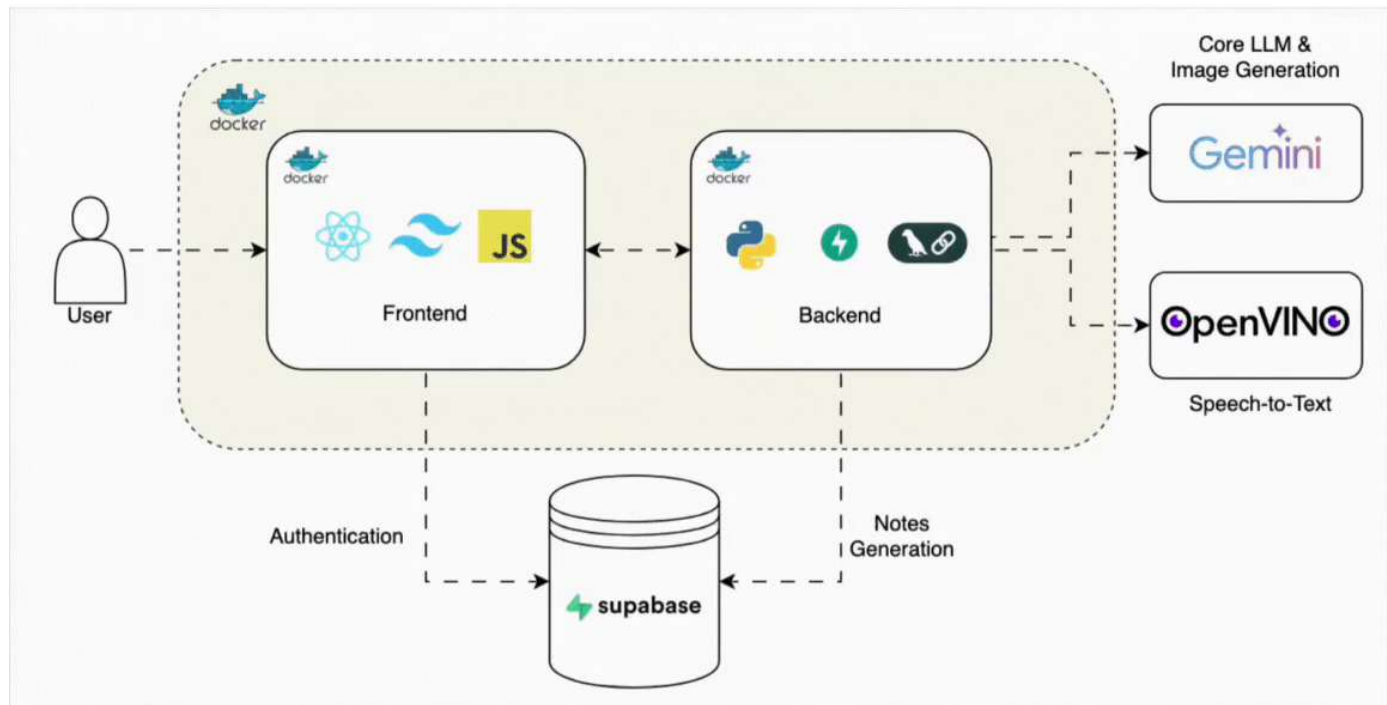 Core LLM &
Image Generation
docker
docker
docker
Gemini
JS
User
Frontend
Backend
OpenVINO
Speech-to-Text
Authentication
Notes
Generation
supabase